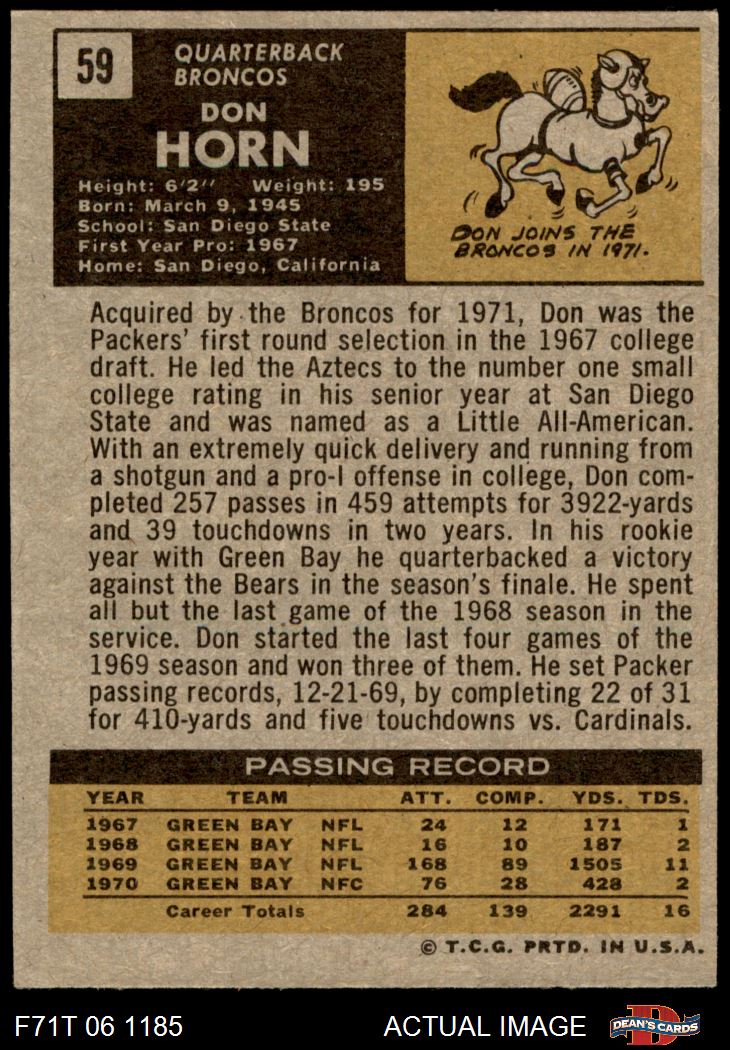 59
QUARTERBACK
BRONCOS
DON
HORN
Height: 6'2" Weight: 195
Born: March 9, 1945
School: San Diego State
First Year Pro: 1967
Home: San Diego, California
DON JOINS THE
BRONCOS IN 1971.
Acquired by the Broncos for 1971, Don was the
Packers' first round selection in the 1967 college
draft. He led the Aztecs to the number one small
college rating in his senior year at San Diego
State and was named as a Little All-American.
With an extremely quick delivery and running from
a shotgun and a pro-I offense in college, Don com-
pleted 257 passes in 459 attempts for 3922-yards
and 39 touchdowns in two years. In his rookie
year with Green Bay he quarterbacked a victory
against the Bears in the season's finale. He spent
all but the last game of the 1968 season in the
service. Don started the last four games of the
1969 season and won three of them. He set Packer
passing records, 12-21-69, by completing 22 of 31
for 410-yards and five touchdowns vs. Cardinals.
PASSING RECORD
YEAR TEAM ATT. COMP. YDS. TDS.
1967 GREEN BAY NFL 24 12 171 1
1968 GREEN BAY NFL 16 10 187 2
1969 GREEN BAY NFL 168 89 1505 11
1970 GREEN BAY NFC 76 28 428 2
Career Totals 284 139 2291 16
© T.C.G. PRTD. IN U.S.A.
F71T 06 1185 ACTUAL IMAGE D DEAN'S CARDS